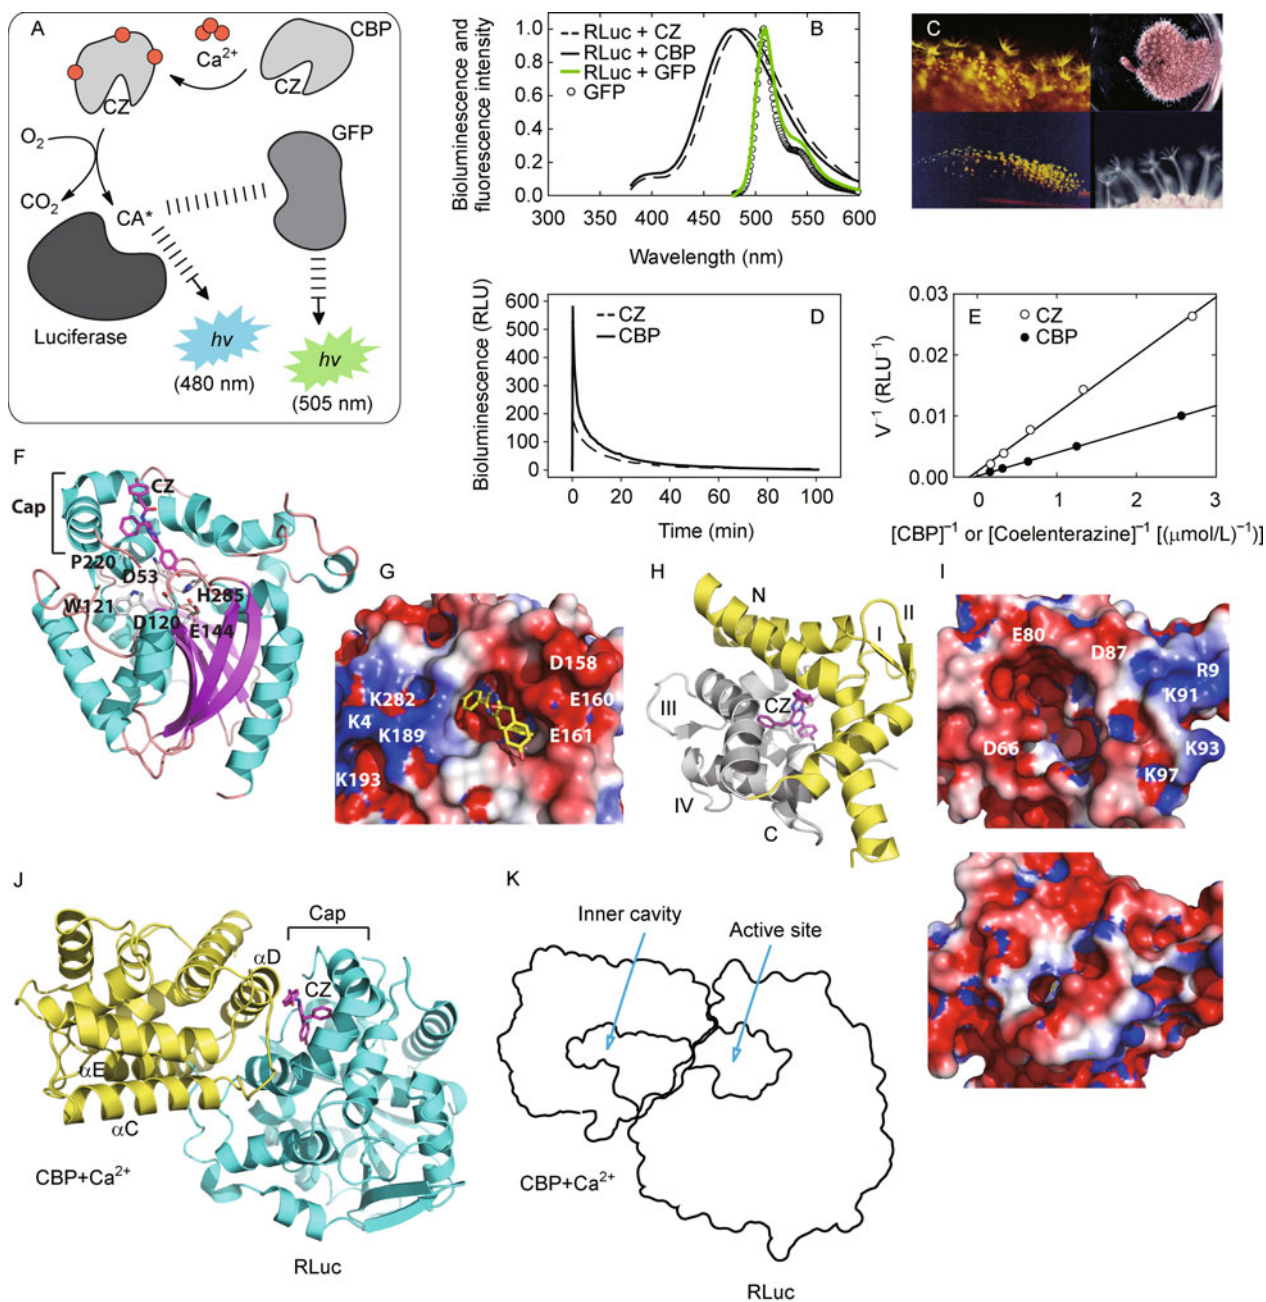 A
CBP
Ca2+
CZ
CZ
O2
GFP
CO2
CA*
Luciferase
hν
(480 nm)
hν
(505 nm)
B
RLuc + CZ
RLuc + CBP
RLuc + GFP
GFP
Bioluminescence and
fluorescence intensity
1.0
0.8
0.6
0.4
0.2
0.0
300 400 500 600
300 400 500 600
Wavelength (nm)
C
D
CZ
CBP
Bioluminescence (RLU)
600
500
400
300
200
100
0
0 20 40 60 80 100
Time (min)
E
CZ
CBP
V−1 (RLU−1)
0.03
0.02
0.01
0.00
0 1 2 3
[CBP]−1 or [Coelenterazine]−1 [(μmol/L)−1)]
F
Cap
CZ
P220
D53
W121
H285
D120
E144
G
D158
K282
E160
K4
K189
E161
K193
H
N
II
I
III
CZ
IV
C
I
E80
D87
R9
K91
D66
K93
K97
J
Cap
αD
CZ
αE
αC
CBP+Ca2+
RLuc
K
Inner cavity
Active site
CBP+Ca2+
RLuc